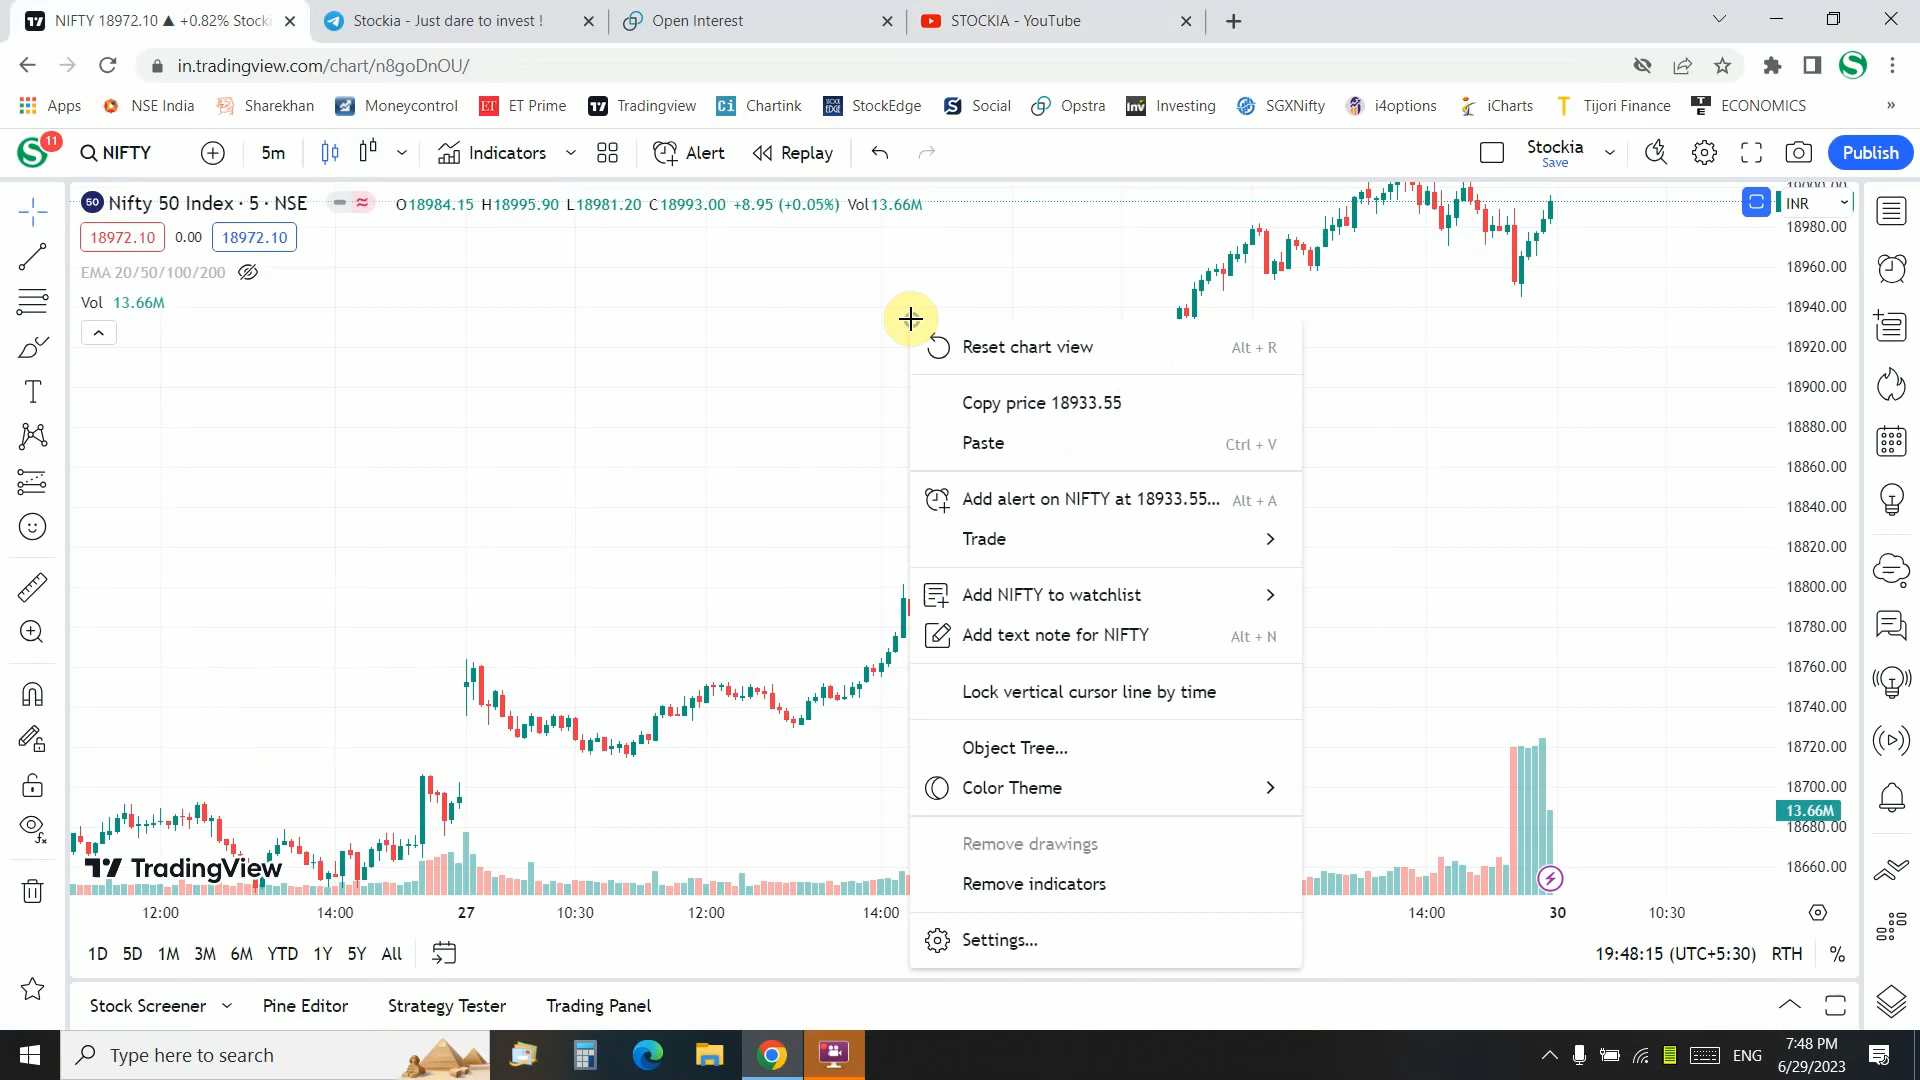 NIFTY 18972.10 ▲ +0.82% Stocki
Stockia - Just dare to invest !
Open Interest
STOCKIA - YouTube
in.tradingview.com/chart/n8goDnOU/
Apps
NSE India
Sharekhan
ET
ET Prime
Moneycontrol
Tradingview
Ci
Chartink
StockEdge
Social
Opstra
Inv
Investing
SGXNifty
i4options
iCharts
Tijori Finance
ECONOMICS
»
11
NIFTY
5m
Indicators
Alert
Replay
Stockia
Save
Publish
50
Nifty 50 Index · 5 · NSE
O18984.15 H18995.90 L18981.20 C18993.00 +8.95 (+0.05%) Vol13.66M
18972.10 0.00 18972.10
EMA 20/50/100/200
Vol 13.66M
INR
18980.00
18960.00
18940.00
18920.00
18900.00
18880.00
18860.00
18840.00
18820.00
18800.00
18780.00
18760.00
18740.00
18720.00
18700.00
13.66M
18680.00
18660.00
Reset chart view Alt + R
Copy price 18933.55
Paste Ctrl + V
Add alert on NIFTY at 18933.55... Alt + A
Trade
Add NIFTY to watchlist
Add text note for NIFTY Alt + N
Lock vertical cursor line by time
Object Tree...
Color Theme
Remove drawings
Remove indicators
Settings...
TradingView
12:00 14:00 27 10:30 12:00 14:00 14:00 30 10:30
1D 5D 1M 3M 6M YTD 1Y 5Y All
19:48:15 (UTC+5:30) RTH %
Stock Screener Pine Editor Strategy Tester Trading Panel
Type here to search
ENG
7:48 PM
6/29/2023